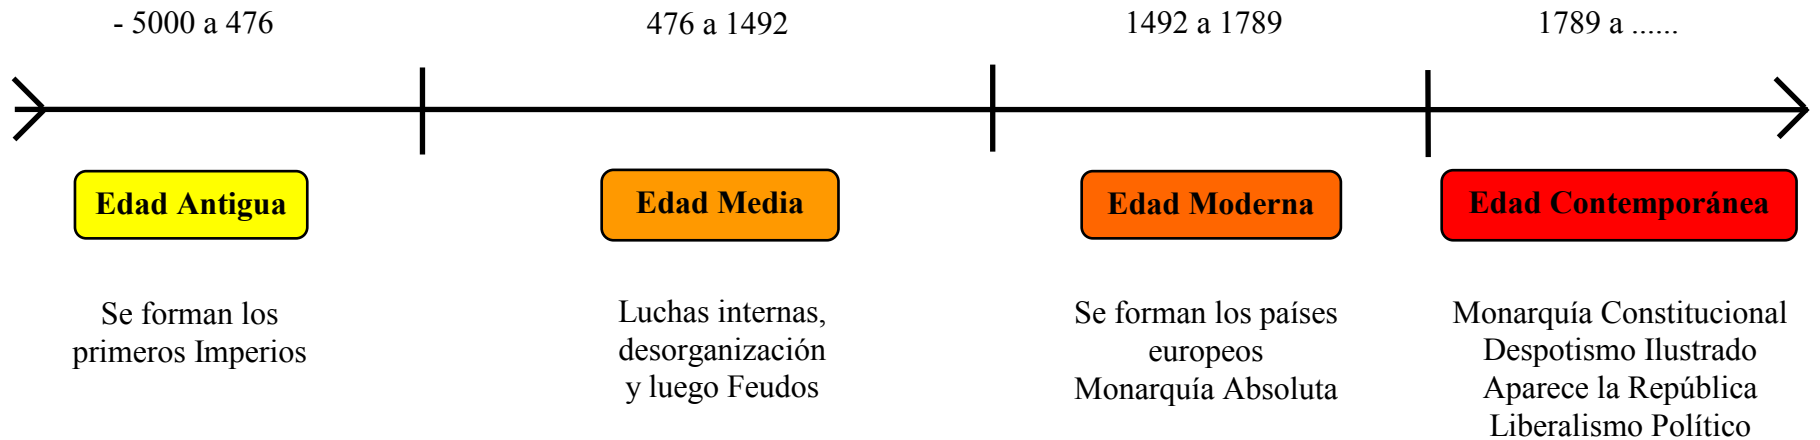 - 5000 a 476
476 a 1492
1492 a 1789
1789 a ......
Edad Antigua
Edad Media
Edad Moderna
Edad Contemporánea
Se forman los
primeros Imperios
Luchas internas,
desorganización
y luego Feudos
Se forman los países
europeos
Monarquía Absoluta
Monarquía Constitucional
Despotismo Ilustrado
Aparece la República
Liberalismo Político